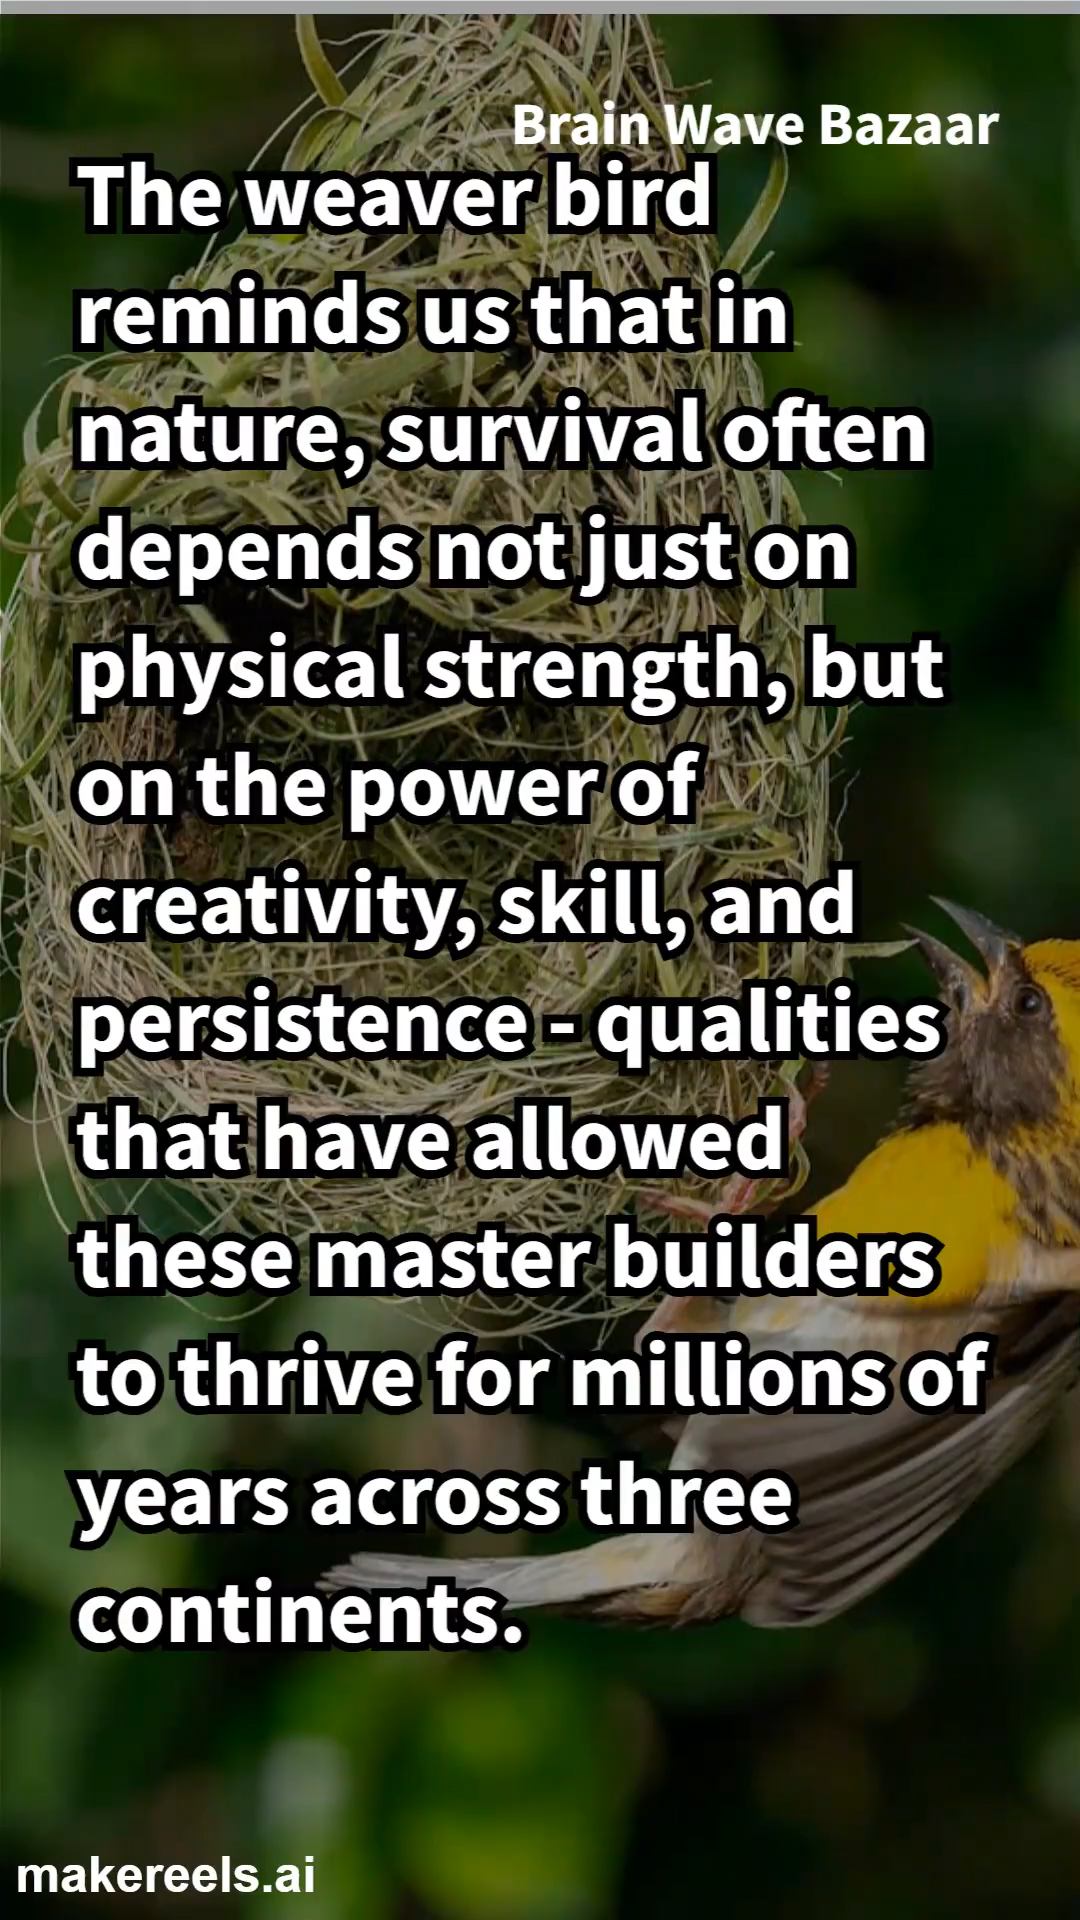 Brain Wave Bazaar
The weaver bird
reminds us that in
nature, survival often
depends not just on
physical strength, but
on the power of
creativity, skill, and
persistence - qualities
that have allowed
these master builders
to thrive for millions of
years across three
continents.
makereels.ai